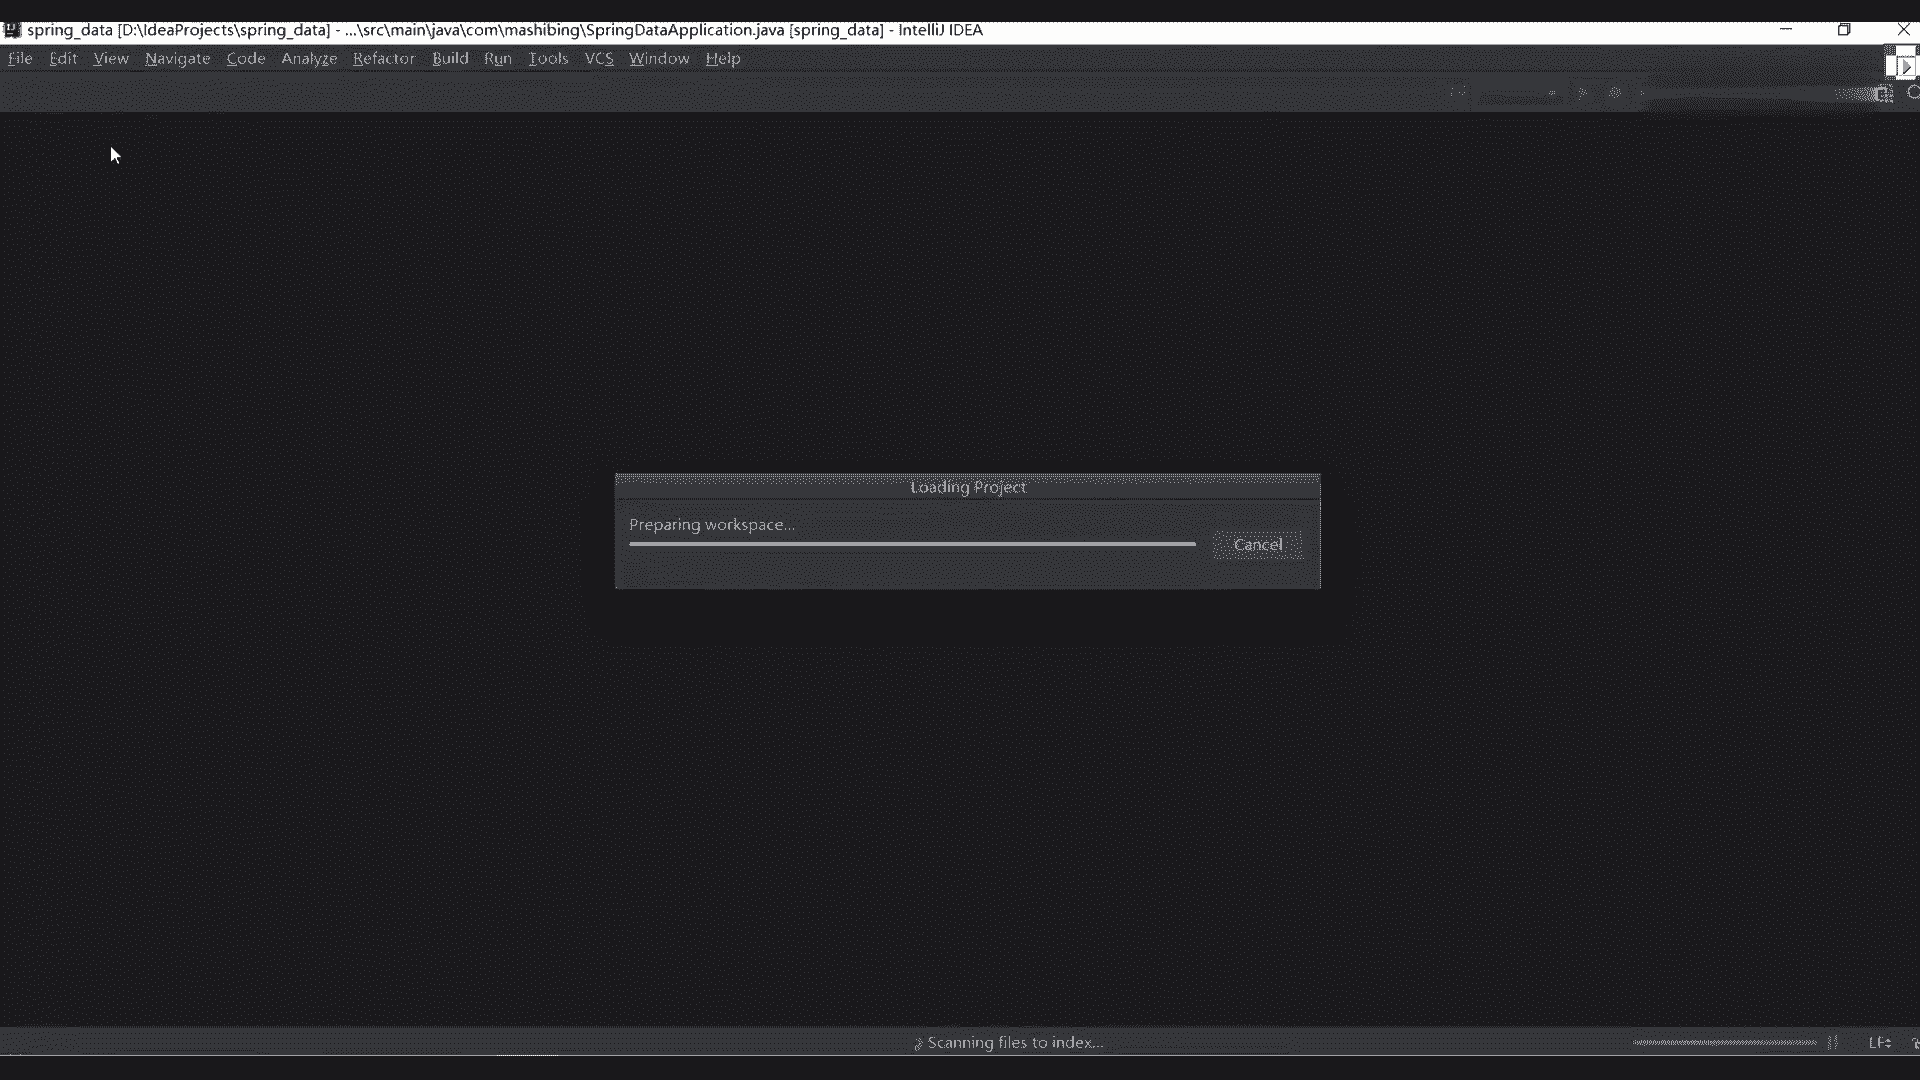 spring_data [D:\IdeaProjects\spring_data] - ...\src\main\java\com\mashibing\SpringDataApplication.java [spring_data] - IntelliJ IDEA
File Edit View Navigate Code Analyze Refactor Build Run Tools VCS Window Help
Loading Project
Preparing workspace...
Cancel
Scanning files to index...
LF